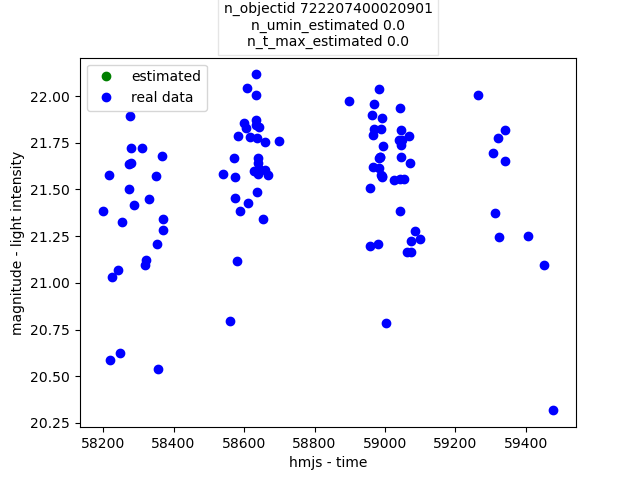 n_objectid 722207400020901
n_umin_estimated 0.0
n_t_max_estimated 0.0
estimated
real data
22.00
21.75
21.50
21.25
21.00
20.75
20.50
20.25
magnitude - light intensity
58200 58400 58600 58800 59000 59200 59400
hmjs - time